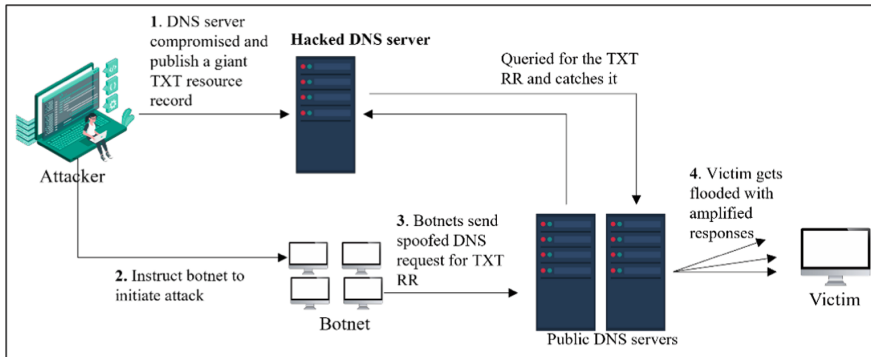 1. DNS server
compromised and
publish a giant
TXT resource
record
Hacked DNS server
Queried for the TXT
RR and catches it
Attacker
4. Victim gets
flooded with
amplified
responses
3. Botnets send
spoofed DNS
request for TXT
RR
2. Instruct botnet to
initiate attack
Botnet
Public DNS servers
Victim